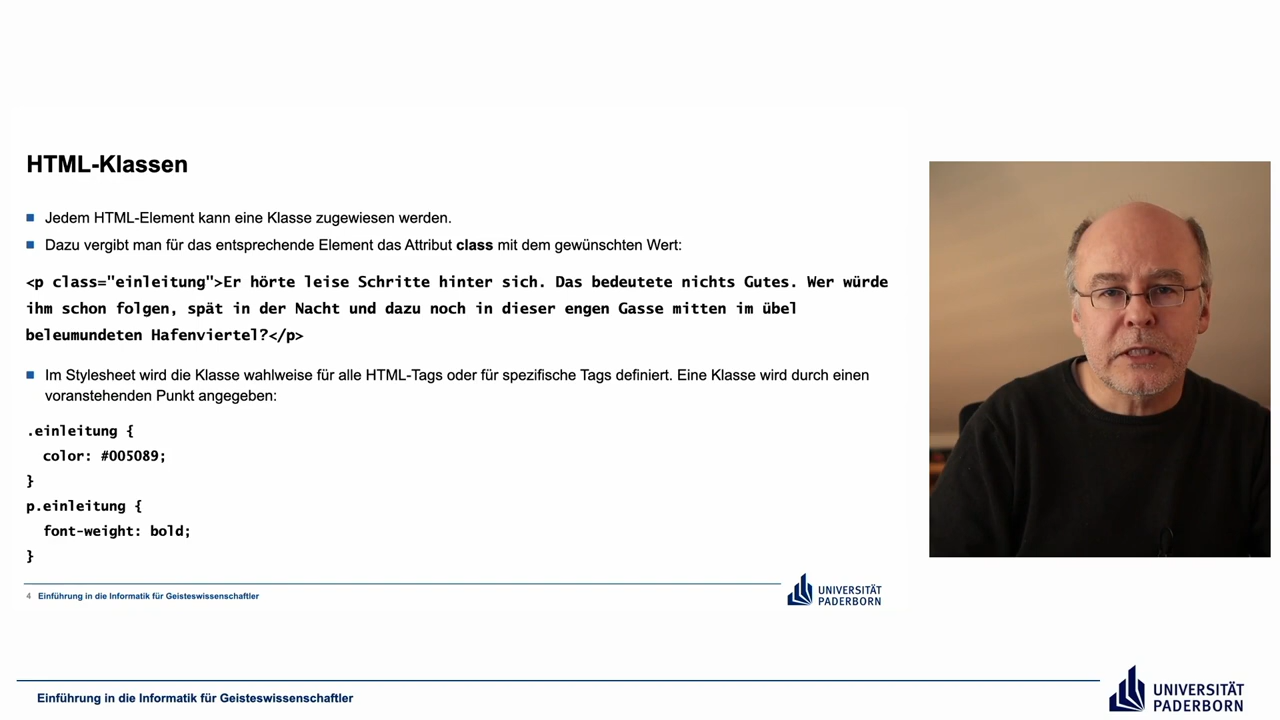 HTML-Klassen
Jedem HTML-Element kann eine Klasse zugewiesen werden.
Dazu vergibt man für das entsprechende Element das Attribut class mit dem gewünschten Wert:
<p class="einleitung">Er hörte leise Schritte hinter sich. Das bedeutete nichts Gutes. Wer würde
ihm schon folgen, spät in der Nacht und dazu noch in dieser engen Gasse mitten im übel
beleumundeten Hafenviertel?</p>
Im Stylesheet wird die Klasse wahlweise für alle HTML-Tags oder für spezifische Tags definiert. Eine Klasse wird durch einen
voranstehenden Punkt angegeben:
.einleitung {
color: #005089;
}
p.einleitung {
font-weight: bold;
}
4 Einführung in die Informatik für Geisteswissenschaftler
UNIVERSITÄT
PADERBORN
Einführung in die Informatik für Geisteswissenschaftler
UNIVERSITÄT
PADERBORN